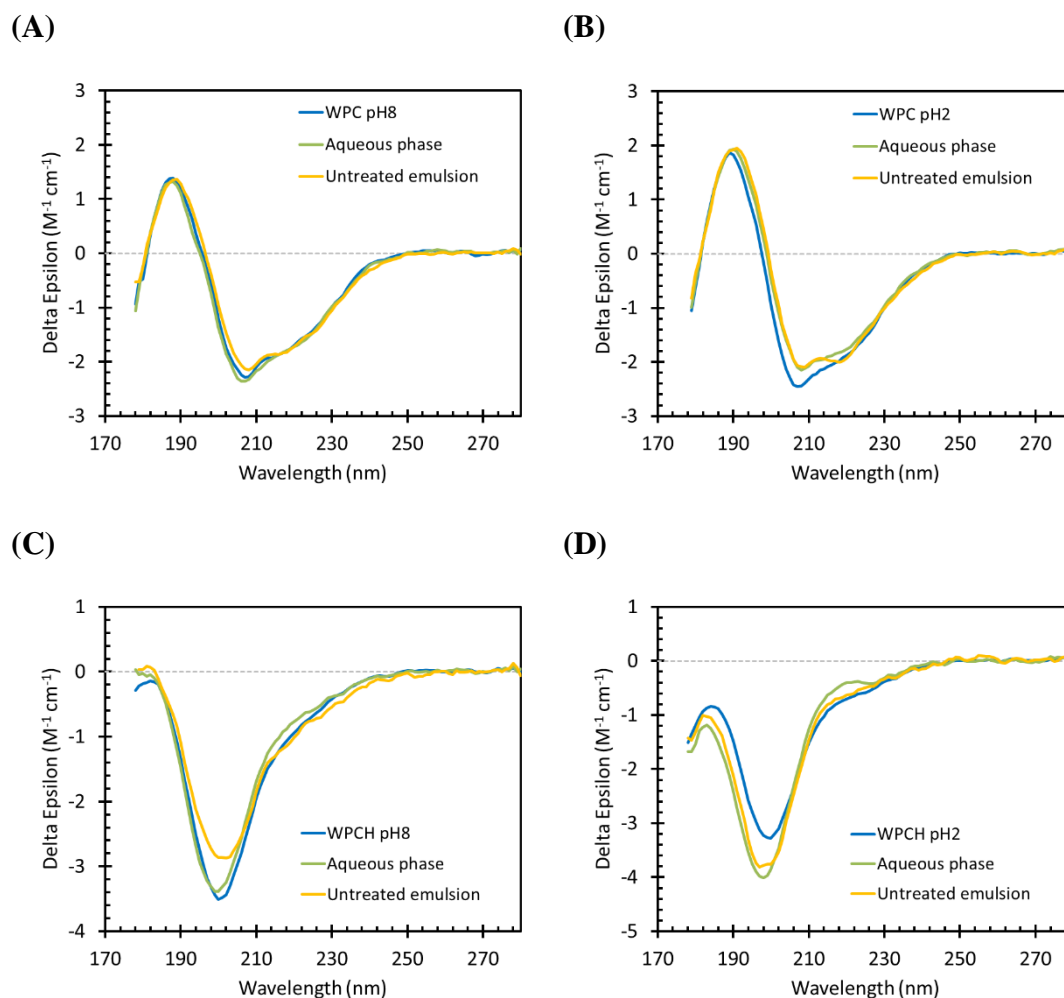 (A)
(B)
3
2
1
0
-1
-2
-3
170 190 210 230 250 270
Wavelength (nm)
Delta Epsilon (M⁻¹ cm⁻¹)
WPC pH8
Aqueous phase
Untreated emulsion
3
2
1
0
-1
-2
-3
170 190 210 230 250 270
Wavelength (nm)
Delta Epsilon (M⁻¹ cm⁻¹)
WPC pH2
Aqueous phase
Untreated emulsion
(C)
(D)
1
0
-1
-2
-3
-4
170 190 210 230 250 270
Wavelength (nm)
Delta Epsilon (M⁻¹ cm⁻¹)
WPCH pH8
Aqueous phase
Untreated emulsion
1
0
-1
-2
-3
-4
-5
170 190 210 230 250 270
Wavelength (nm)
Delta Epsilon (M⁻¹ cm⁻¹)
WPCH pH2
Aqueous phase
Untreated emulsion